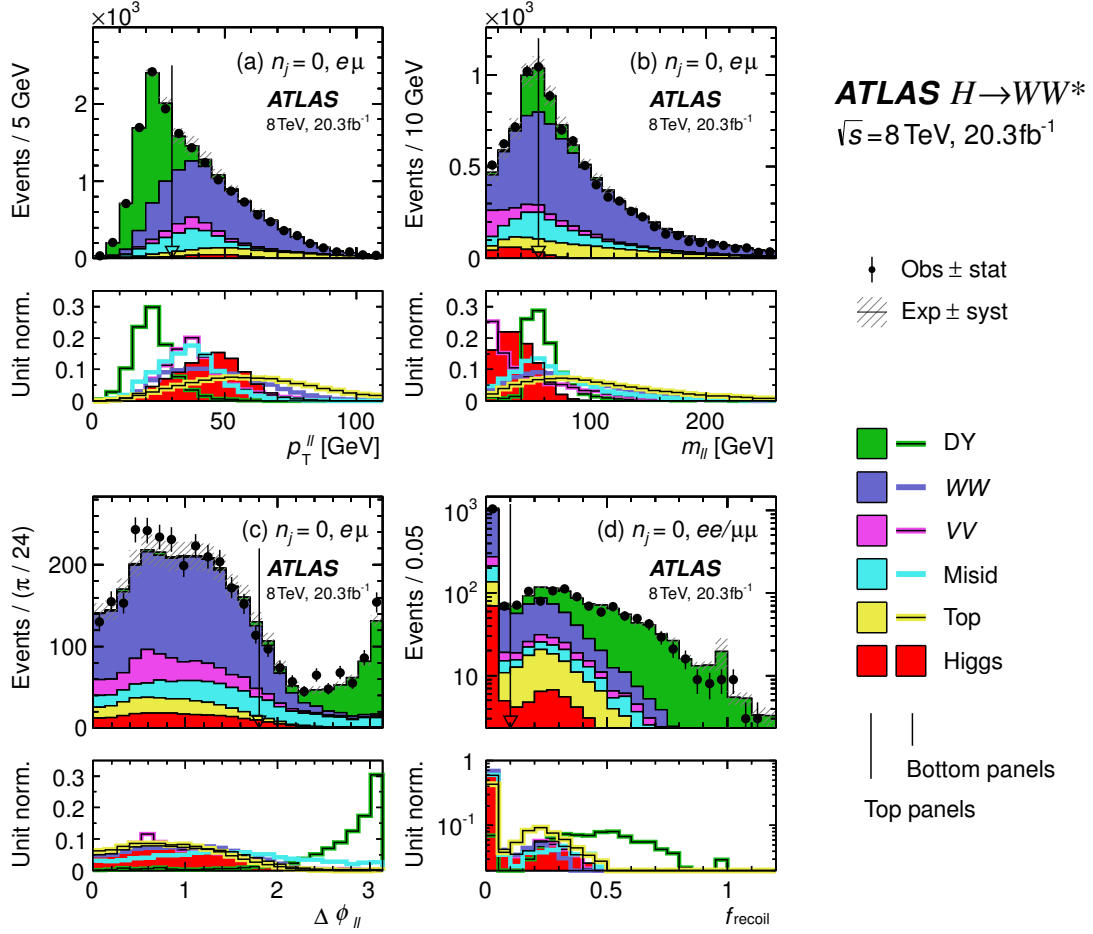 ×10³
(a) n_j = 0, eμ
ATLAS
8 TeV, 20.3 fb⁻¹
Events / 5 GeV
2
1
0
Unit norm.
0.3
0.2
0.1
0
0 50 100
p_T^ll [GeV]
×10³
(b) n_j = 0, eμ
ATLAS
8 TeV, 20.3 fb⁻¹
Events / 10 GeV
1
0.5
0
Unit norm.
0.3
0.2
0.1
0
100 200
m_ll [GeV]
ATLAS H→WW*
√s = 8 TeV, 20.3 fb⁻¹
Obs ± stat
Exp ± syst
DY
WW
VV
Misid
Top
Higgs
Bottom panels
Top panels
(c) n_j = 0, eμ
ATLAS
8 TeV, 20.3 fb⁻¹
Events / (π / 24)
200
100
0
Unit norm.
0.3
0.2
0.1
0
0 1 2 3
Δ ϕ_ll
(d) n_j = 0, ee/μμ
ATLAS
8 TeV, 20.3 fb⁻¹
Events / 0.05
10³
10²
10
Unit norm.
1
10⁻¹
0 0.5 1
f_recoil